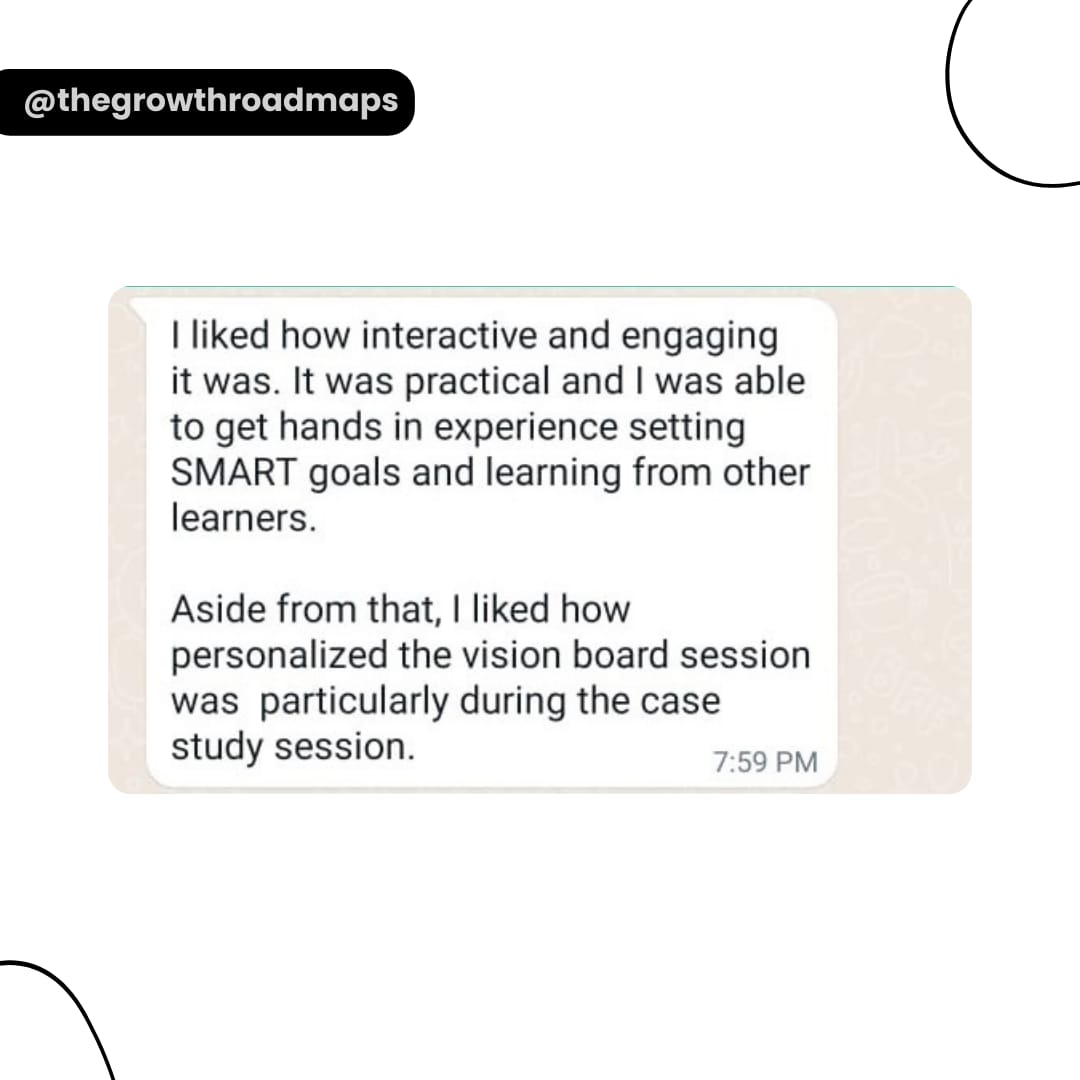 @thegrowthroadmaps
I liked how interactive and engaging
it was. It was practical and I was able
to get hands in experience setting
SMART goals and learning from other
learners.
Aside from that, I liked how
personalized the vision board session
was  particularly during the case
study session.
7:59 PM